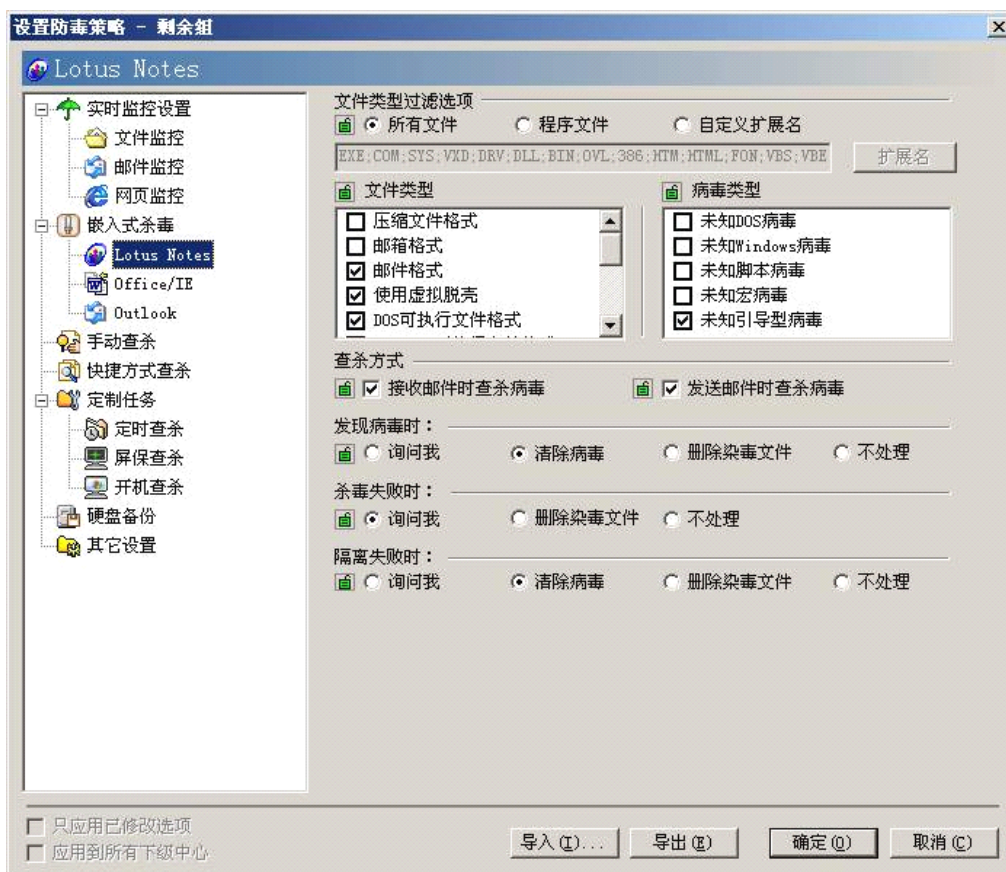 设置防毒策略 - 剩余组
Lotus Notes
实时监控设置
文件监控
邮件监控
网页监控
嵌入式杀毒
Lotus Notes
Office/IE
Outlook
手动查杀
快捷方式查杀
定制任务
定时查杀
屏保查杀
开机查杀
硬盘备份
其它设置
文件类型过滤选项
所有文件 程序文件 自定义扩展名
EXE;COM;SYS;VXD;DRV;DLL;BIN;OVL;386;HTM;HTML;FON;VBS;VBE 扩展名
文件类型 病毒类型
压缩文件格式 未知DOS病毒
邮箱格式 未知Windows病毒
邮件格式 未知脚本病毒
使用虚拟脱壳 未知宏病毒
DOS可执行文件格式 未知引导型病毒
查杀方式
接收邮件时查杀病毒 发送邮件时查杀病毒
发现病毒时：
询问我 清除病毒 删除染毒文件 不处理
杀毒失败时：
询问我 删除染毒文件 不处理
隔离失败时：
询问我 清除病毒 删除染毒文件 不处理
只应用已修改选项
应用到所有下级中心
导入(I)... 导出(E) 确定(O) 取消(C)